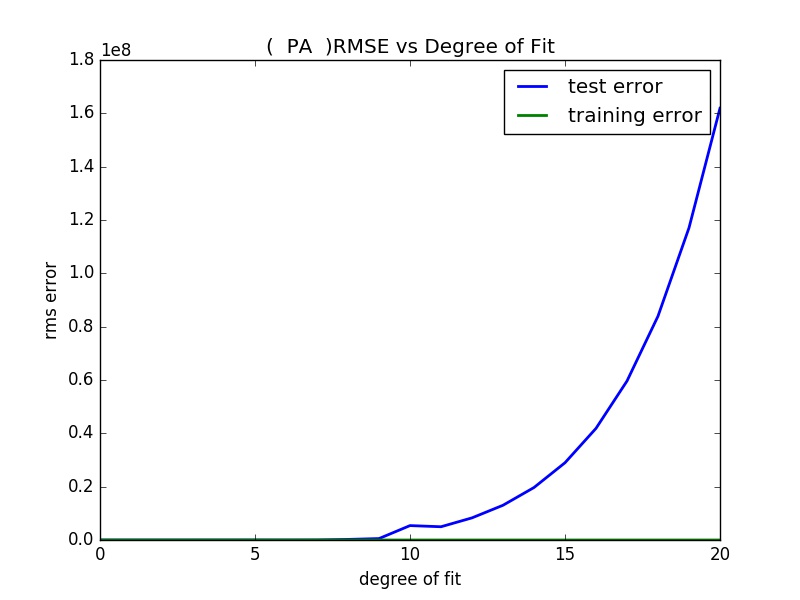 (  PA  )RMSE vs Degree of Fit
1e8
1.8
1.6
1.4
1.2
1.0
0.8
0.6
0.4
0.2
0.0
rms error
test error
training error
0 5 10 15 20
degree of fit